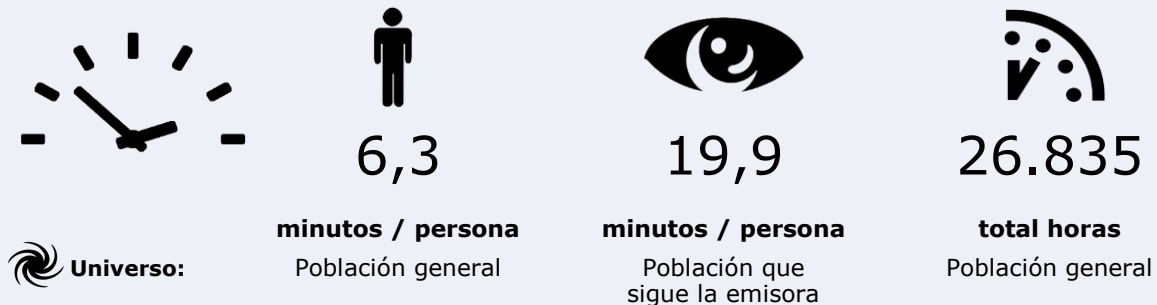 6,3
19,9
26.835
minutos / persona
minutos / persona
total horas
Universo:
Población general
Población que
sigue la emisora
Población general